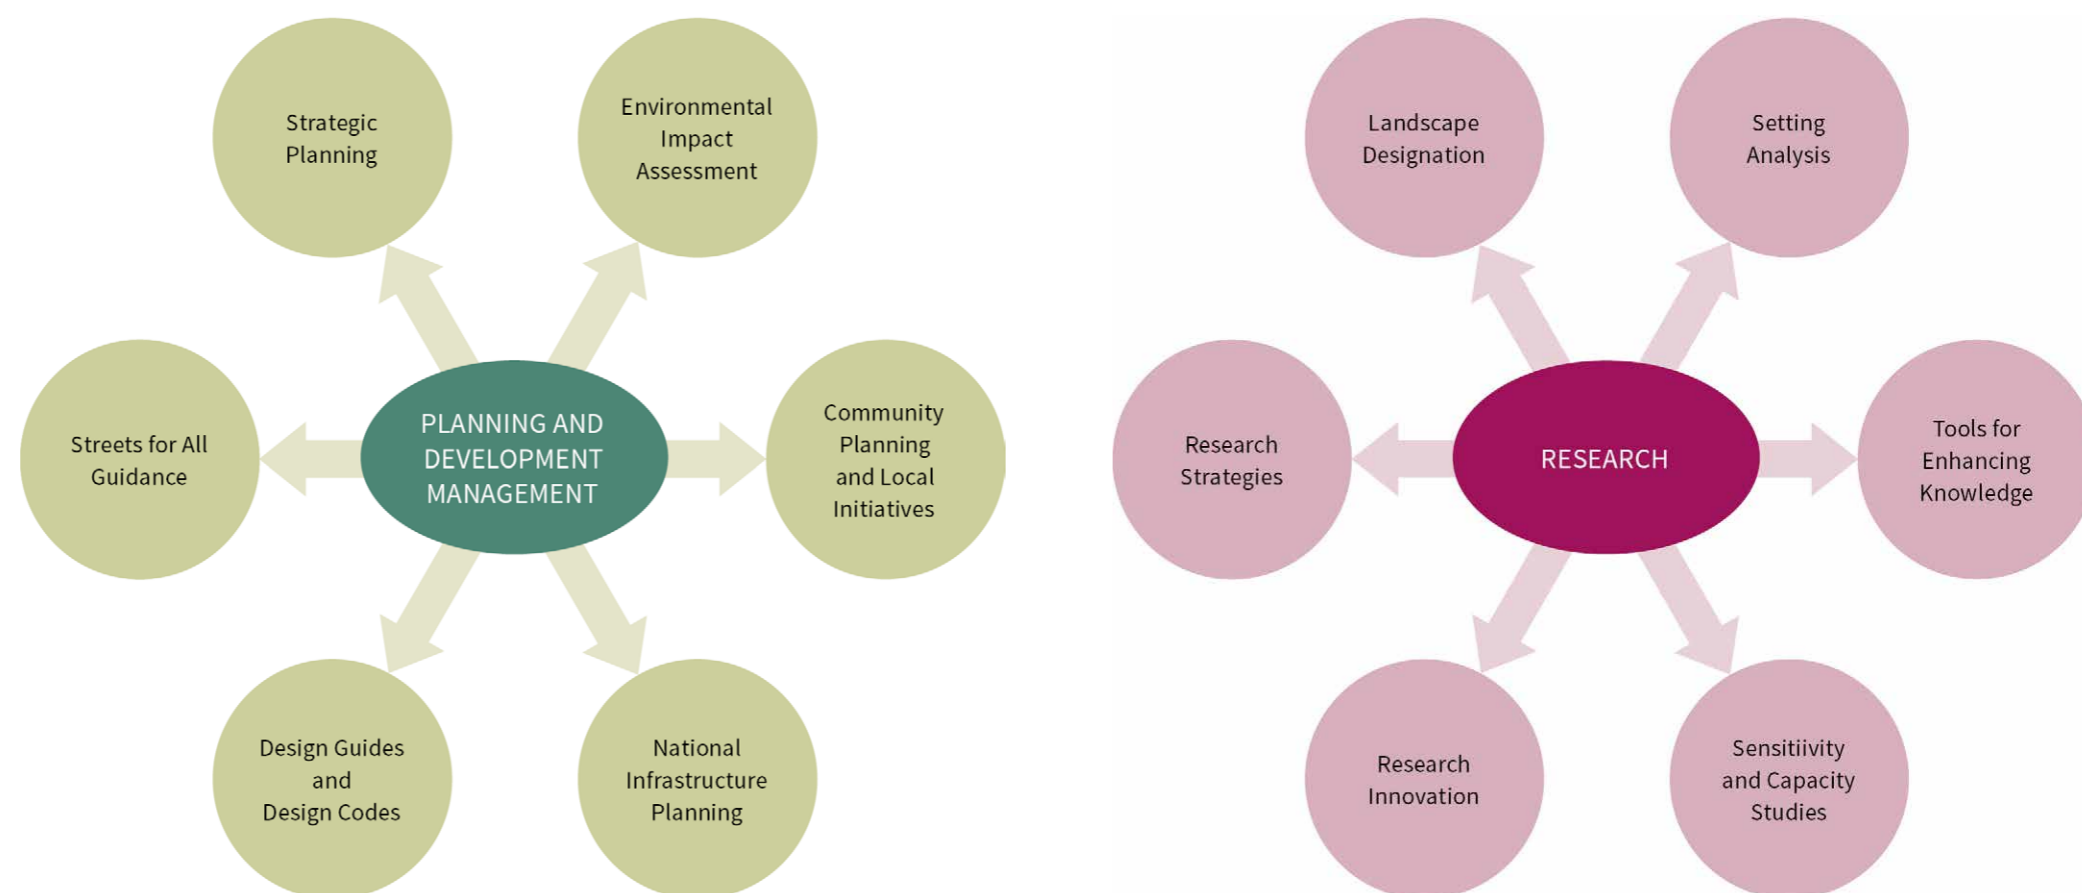 Strategic
Planning
Environmental
Impact
Assessment
Streets for All
Guidance
PLANNING AND
DEVELOPMENT
MANAGEMENT
Community
Planning
and Local
Initiatives
Design Guides
and
Design Codes
National
Infrastructure
Planning
Landscape
Designation
Setting
Analysis
Research
Strategies
RESEARCH
Tools for
Enhancing
Knowledge
Research
Innovation
Sensitiivity
and Capacity
Studies